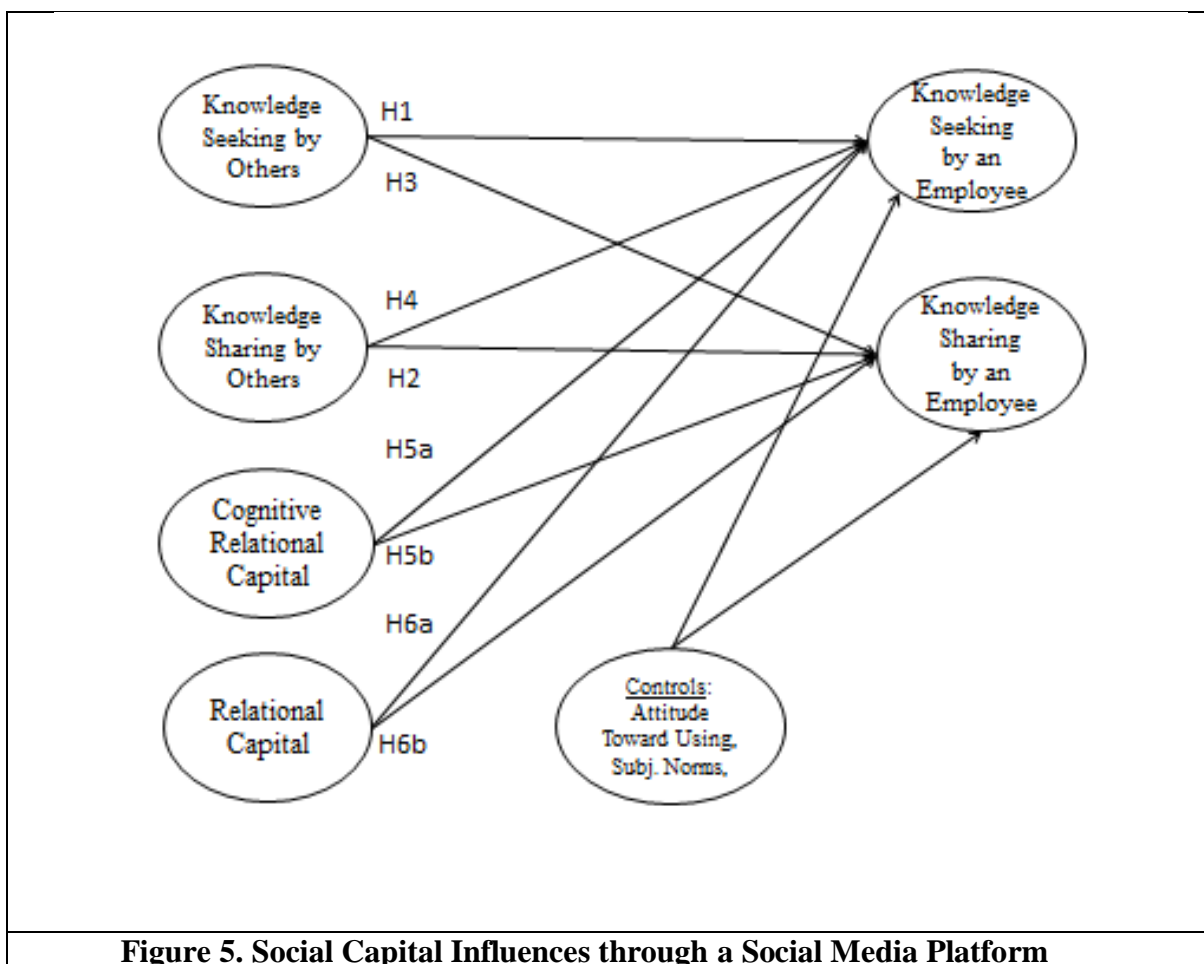 Knowledge
Seeking by
Others
H1
H3
Knowledge
Seeking
by an
Employee
Knowledge
Sharing by
Others
H4
H2
Knowledge
Sharing
by an
Employee
Cognitive
Relational
Capital
H5a
H5b
Relational
Capital
H6a
H6b
Controls:
Attitude
Toward Using,
Subj. Norms,
Figure 5. Social Capital Influences through a Social Media Platform